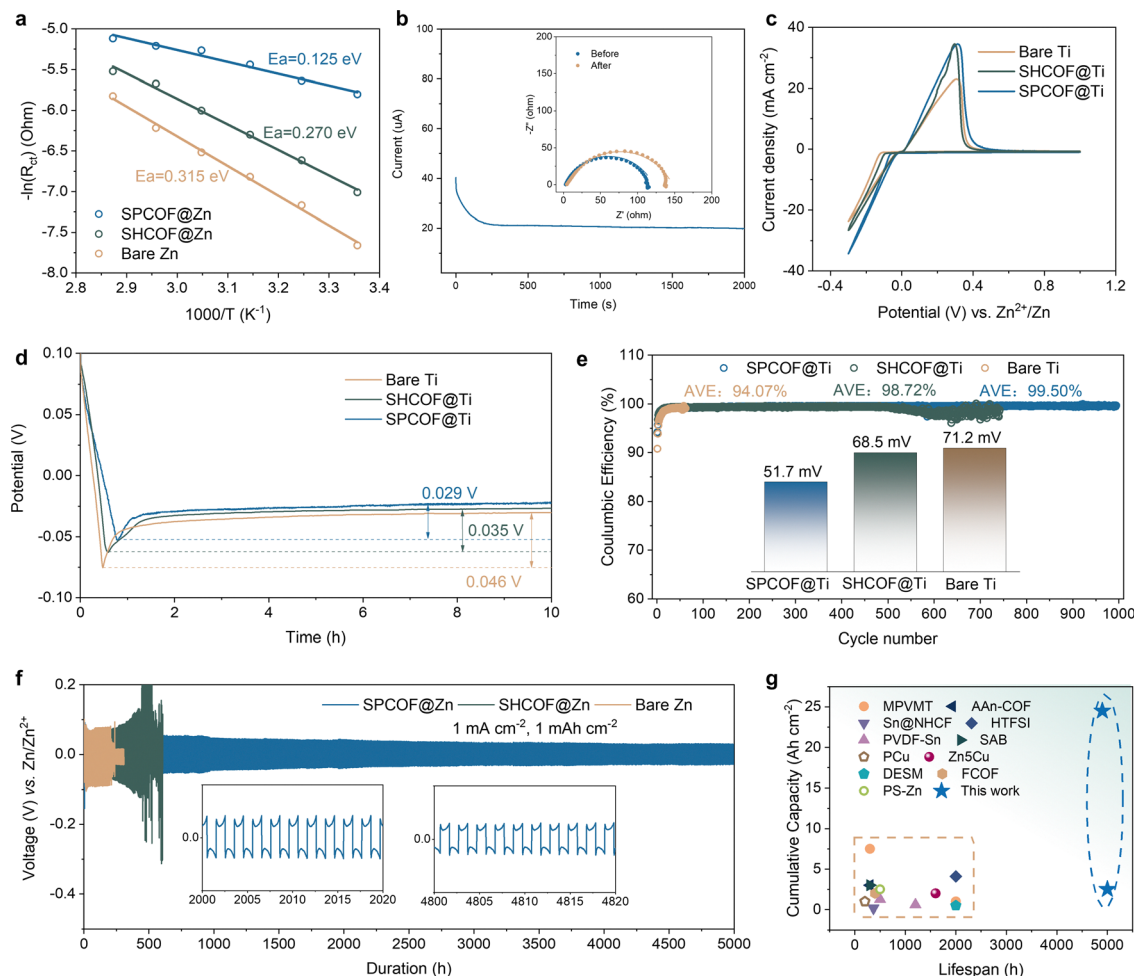 a
-5.0
-5.5
-6.0
-6.5
-7.0
-7.5
-8.0
-ln(Rct) (Ohm)
Ea=0.125 eV
Ea=0.270 eV
Ea=0.315 eV
SPCOF@Zn
SHCOF@Zn
Bare Zn
2.8 2.9 3.0 3.1 3.2 3.3 3.4
1000/T (K-1)
b
100
80
60
40
20
0
Current (uA)
200
150
100
50
0
-Z" (ohm)
Before
After
0 50 100 150 200
Z' (ohm)
0 500 1000 1500 2000
Time (s)
c
40
20
0
-20
-40
Current density (mA cm-2)
Bare Ti
SHCOF@Ti
SPCOF@Ti
-0.4 0.0 0.4 0.8 1.2
Potential (V) vs. Zn2+/Zn
d
0.10
0.05
0.00
-0.05
-0.10
Potential (V)
Bare Ti
SHCOF@Ti
SPCOF@Ti
0.029 V
0.035 V
0.046 V
0 2 4 6 8 10
Time (h)
e
110
100
90
80
70
60
Coulumbic Efficiency (%)
SPCOF@Ti SHCOF@Ti Bare Ti
AVE：94.07% AVE：98.72% AVE：99.50%
51.7 mV
68.5 mV
71.2 mV
SPCOF@Ti SHCOF@Ti Bare Ti
0 100 200 300 400 500 600 700 800 900 1000
Cycle number
f
0.2
0.0
-0.2
-0.4
Voltage (V) vs. Zn/Zn2+
SPCOF@Zn SHCOF@Zn Bare Zn
1 mA cm-2, 1 mAh cm-2
0.0
2000 2005 2010 2015 2020
0.0
4800 4805 4810 4815 4820
0 500 1000 1500 2000 2500 3000 3500 4000 4500 5000
Duration (h)
g
25
20
15
10
5
0
Cumulative Capacity (Ah cm-2)
MPVMT AAn-COF
Sn@NHCF HTFSI
PVDF-Sn SAB
PCu Zn5Cu
DESM FCOF
PS-Zn This work
0 1000 2000 3000 4000 5000
Lifespan (h)